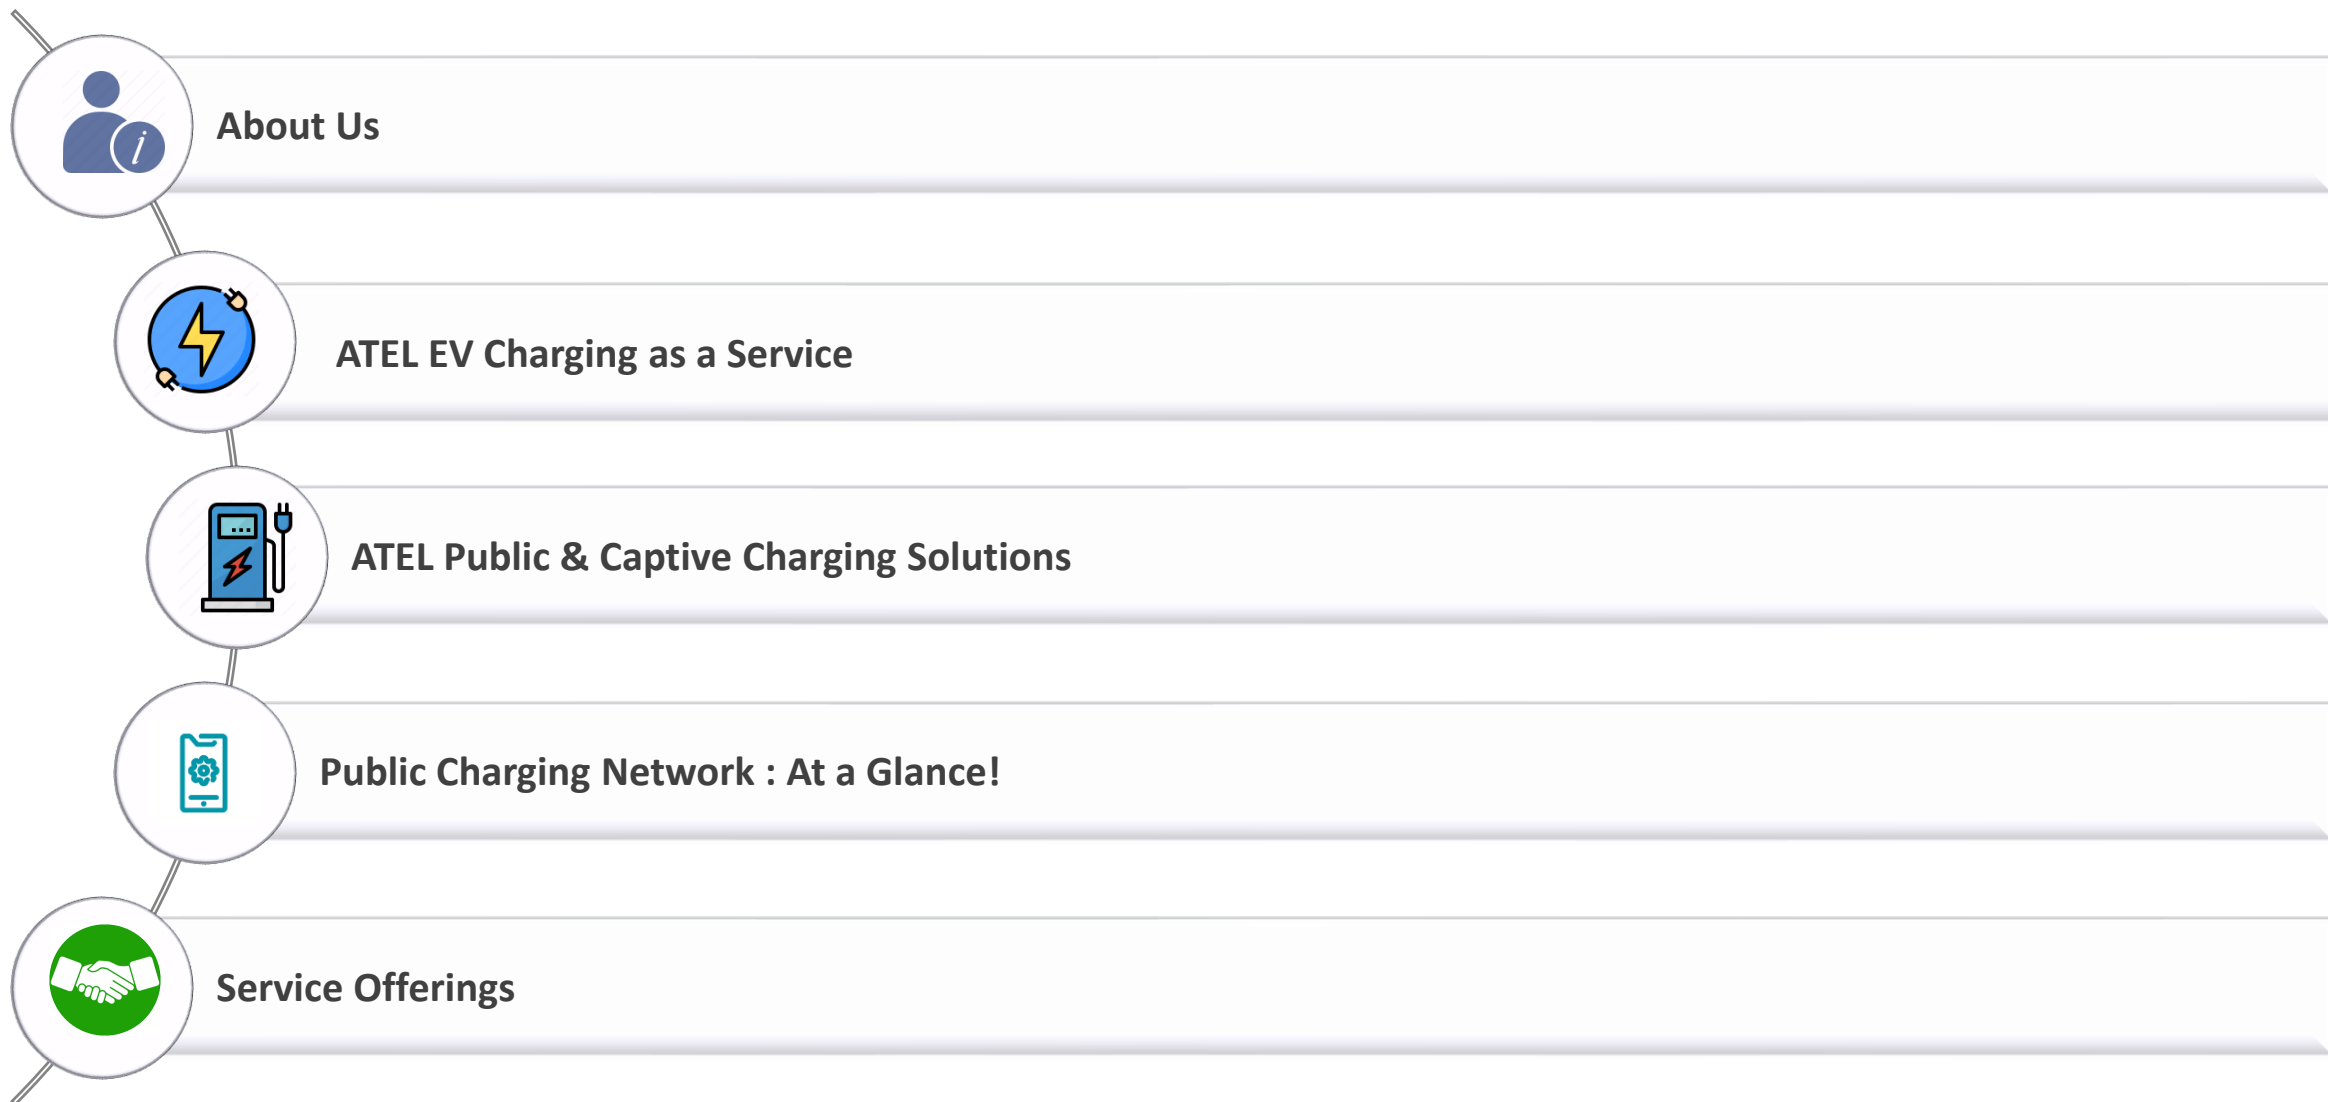 About Us
ATEL EV Charging as a Service
ATEL Public & Captive Charging Solutions
Public Charging Network : At a Glance!
Service Offerings